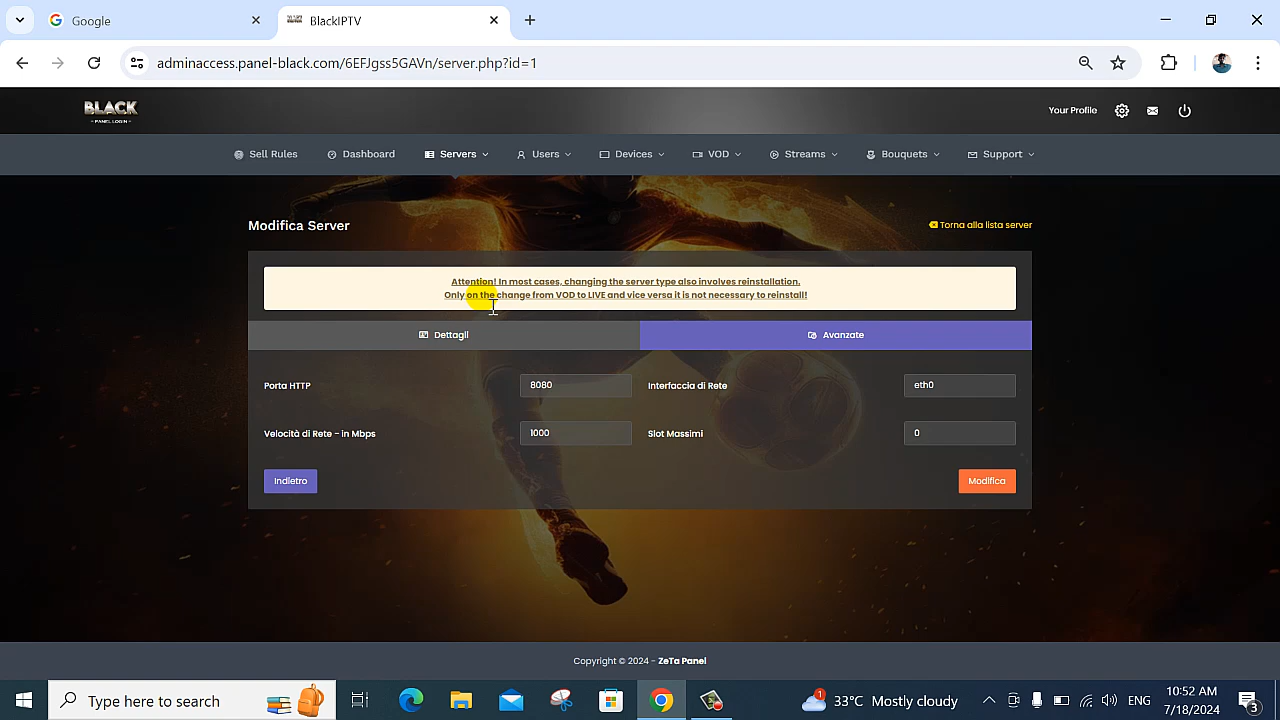 Google
BlackIPTV
adminaccess.panel-black.com/6EFJgss5GAVn/server.php?id=1
BLACK
- PANEL LOGIN -
Your Profile
Sell Rules
Dashboard
Servers
Users
Devices
VOD
Streams
Bouquets
Support
Modifica Server
Torna alla lista server
Attention! In most cases, changing the server type also involves reinstallation.
Only on the change from VOD to LIVE and vice versa it is not necessary to reinstall!
Dettagli
Avanzate
Porta HTTP
8080
Interfaccia di Rete
eth0
Velocità di Rete - in Mbps
1000
Slot Massimi
0
Indietro
Modifica
Copyright © 2024 - ZeTa Panel
Type here to search
1
33°C Mostly cloudy
ENG
10:52 AM
7/18/2024
3